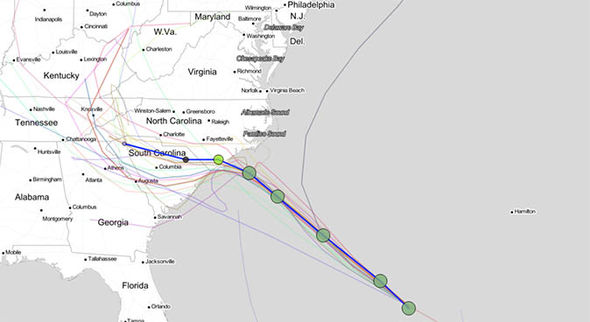 Philadelphia
Wilmington
N.J.
Maryland
Dayton
Indianapolis
Baltimore
Cincinnati
W.Va.
Delaware Bay
Washington
Del.
Charleston
Louisville
Evansville
Lexington
Chesapeake Bay
Kentucky
Virginia
Richmond
Norfolk
Virginia Beach
Nashville
Knoxville
Winston-Salem
Greensboro
Albemarle Sound
Tennessee
North Carolina
Raleigh
Charlotte
Fayetteville
Pamlico Sound
Chattanooga
Huntsville
South Carolina
Athens
Columbia
Birmingham
Atlanta
Augusta
Alabama
Columbus
Montgomery
Georgia
Savannah
Hamilton
Mobile
Tallahassee
Jacksonville
Florida
Orlando
Tampa